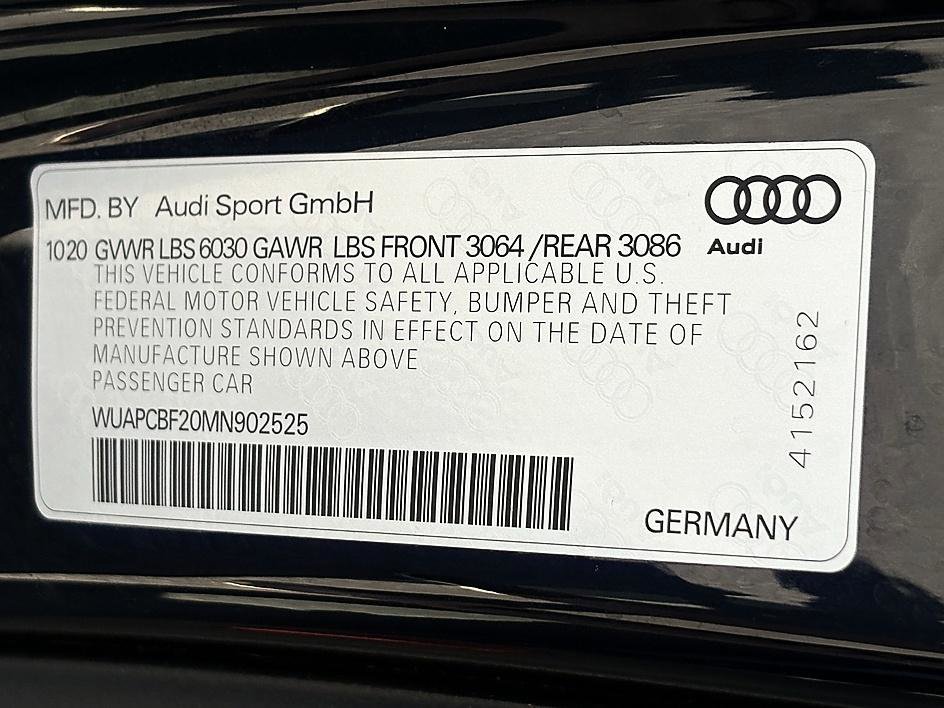 MFD. BY Audi Sport GmbH
Audi
1020 GVWR LBS 6030 GAWR LBS FRONT 3064 /REAR 3086
THIS VEHICLE CONFORMS TO ALL APPLICABLE U.S.
FEDERAL MOTOR VEHICLE SAFETY, BUMPER AND THEFT
PREVENTION STANDARDS IN EFFECT ON THE DATE OF
MANUFACTURE SHOWN ABOVE
PASSENGER CAR
WUAPCBF20MN902525
4152162
GERMANY